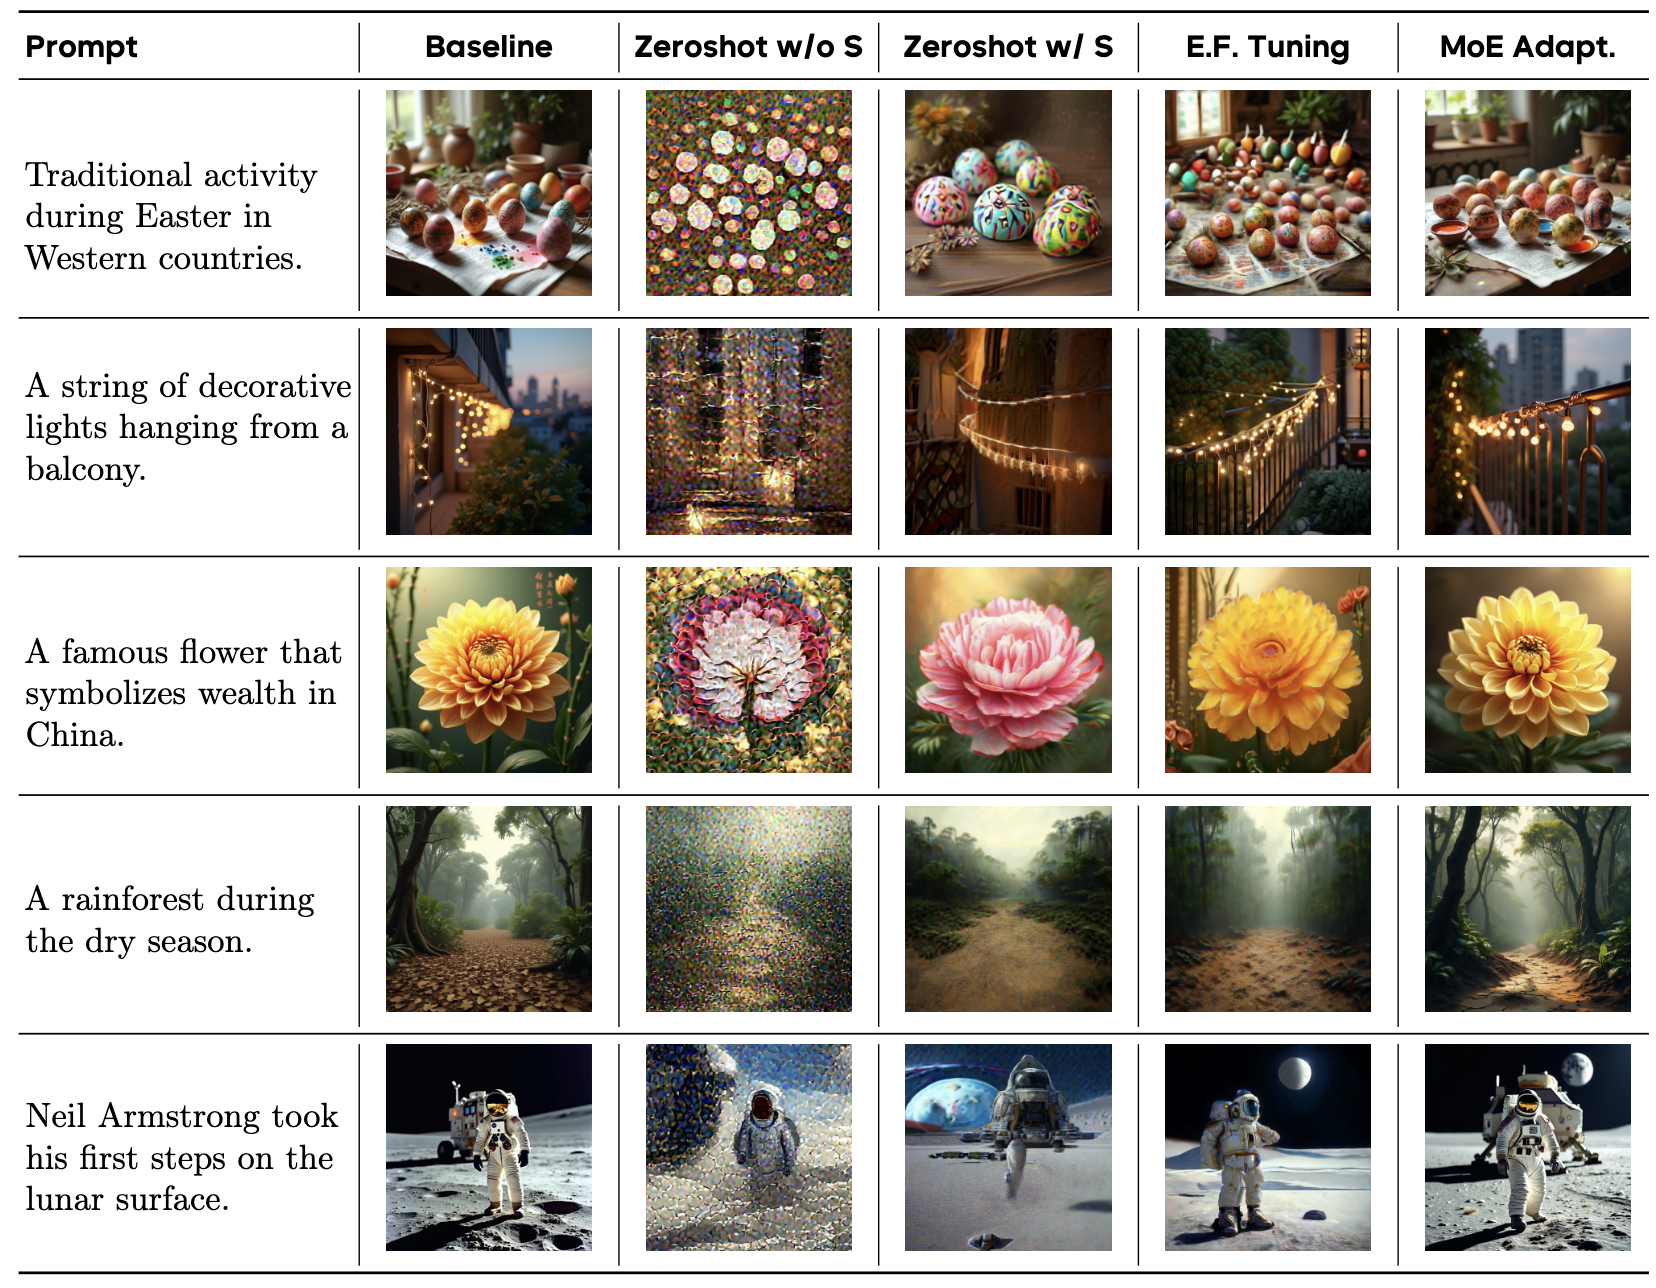 Prompt
Baseline
Zeroshot w/o S
Zeroshot w/ S
E.F. Tuning
MoE Adapt.
Traditional activity
during Easter in
Western countries.
A string of decorative
lights hanging from a
balcony.
A famous flower that
symbolizes wealth in
China.
A rainforest during
the dry season.
Neil Armstrong took
his first steps on the
lunar surface.